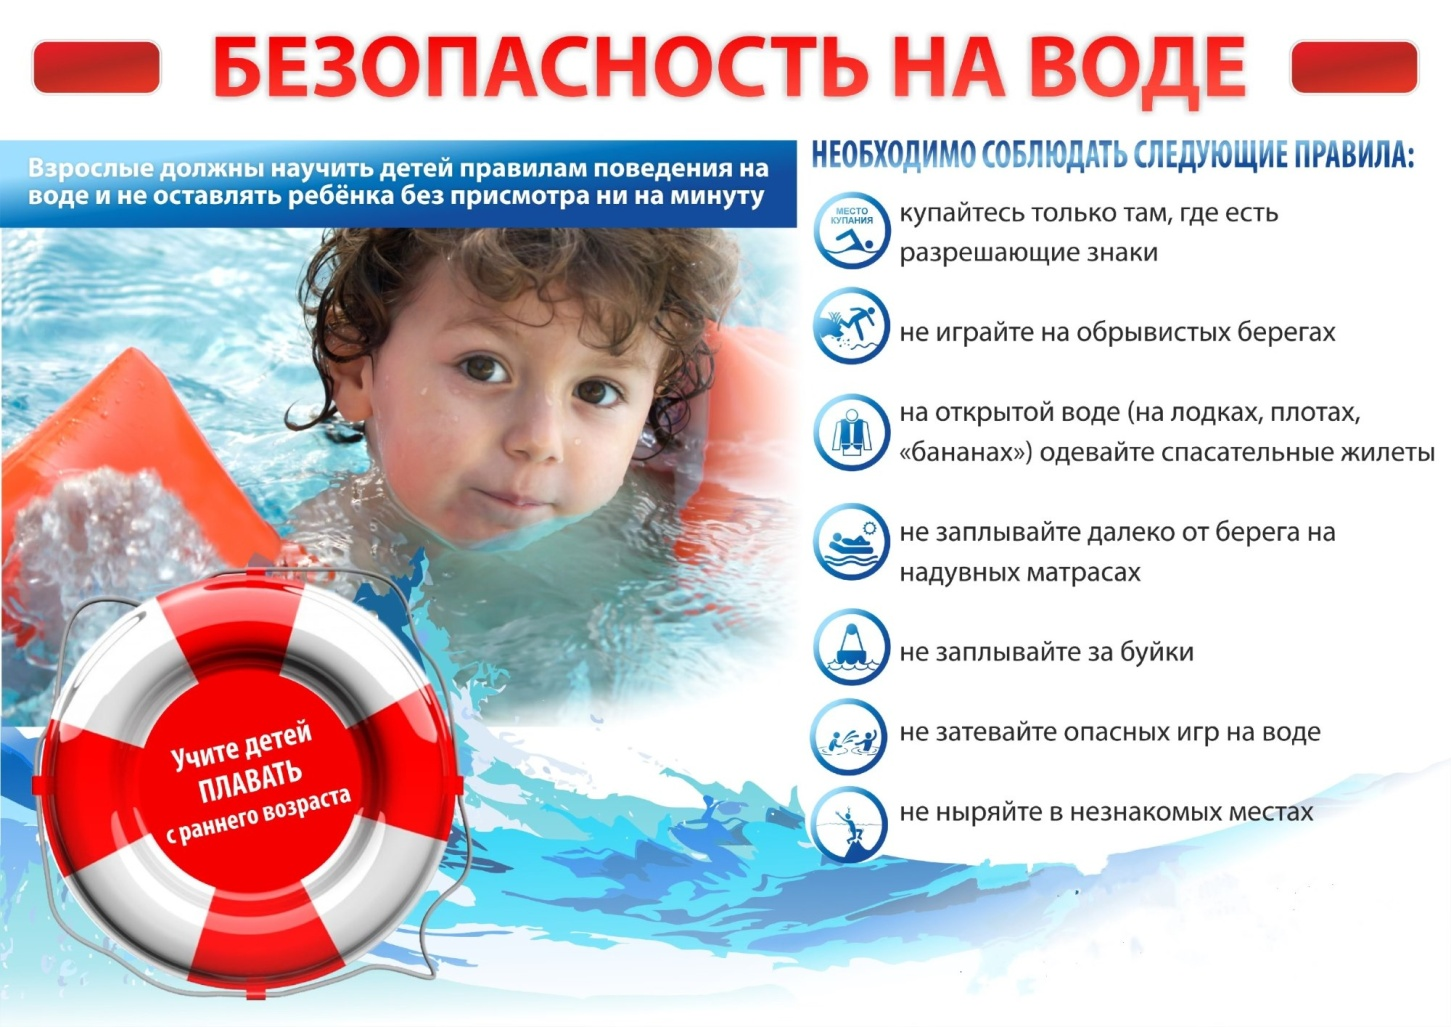 БЕЗОПАСНОСТЬ НА ВОДЕ
Взрослые должны научить детей правилам поведения на
воде и не оставлять ребёнка без присмотра ни на минуту
НЕОБХОДИМО СОБЛЮДАТЬ СЛЕДУЮЩИЕ ПРАВИЛА:
МЕСТО
КУПАНИЯ
купайтесь только там, где есть
разрешающие знаки
не играйте на обрывистых берегах
на открытой воде (на лодках, плотах,
«бананах») одевайте спасательные жилеты
не заплывайте далеко от берега на
надувных матрасах
не заплывайте за буйки
не затевайте опасных игр на воде
не ныряйте в незнакомых местах
Учите детей
ПЛАВАТЬ
с раннего возраста